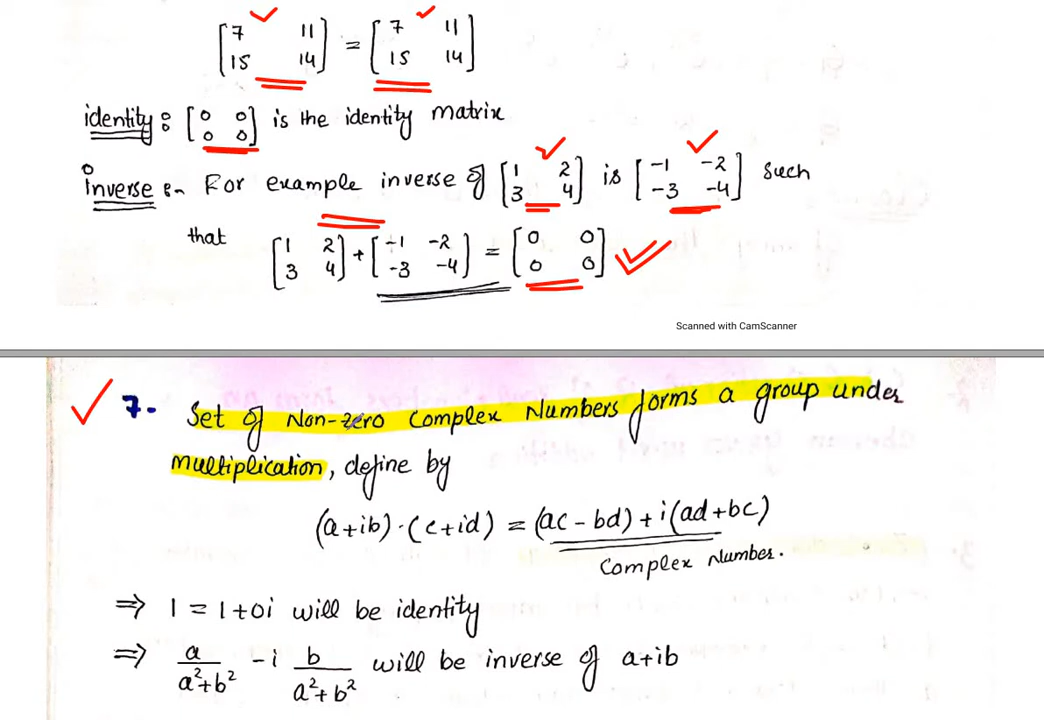 [7 11] = [7 11]
[15 14] [15 14]
identity : [0 0] is the identity matrix
[0 0]
Inverse :- For example inverse of [1 2] is [-1 -2] such
[3 4] [-3 -4]
that [1 2] + [-1 -2] = [0 0]
[3 4] [-3 -4] [0 0]
Scanned with CamScanner
7- Set of Non-zero Complex Numbers forms a group under
multiplication, define by
(a+ib)·(c+id) = (ac-bd)+i(ad+bc)
Complex Number.
⇒ 1 = 1+0i will be identity
⇒ a/(a²+b²) - i b/(a²+b²) will be inverse of a+ib